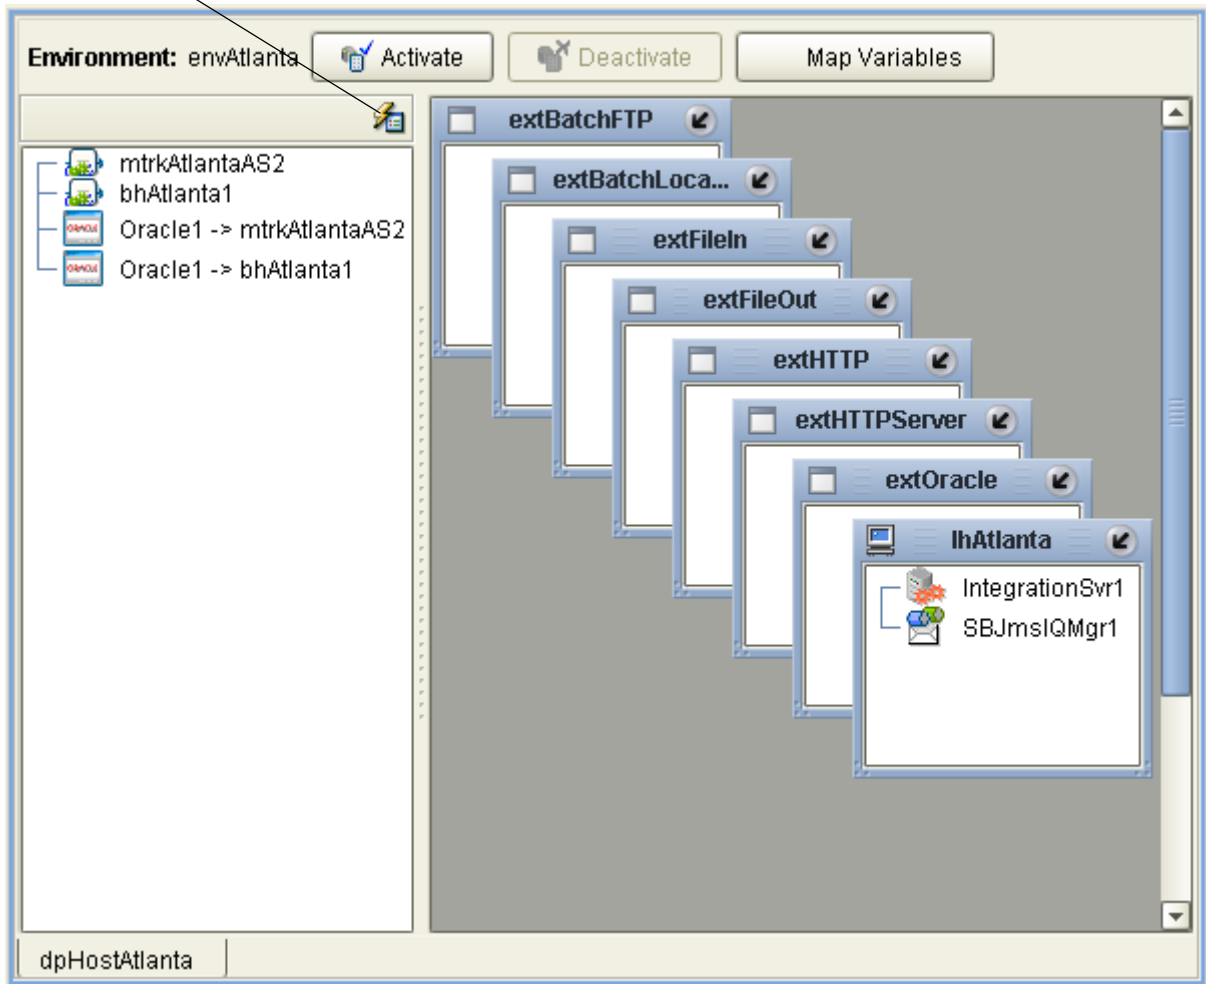 Environment: envAtlanta Activate Deactivate Map Variables
mtrkAtlantaAS2
bhAtlanta1
Oracle1 -> mtrkAtlantaAS2
Oracle1 -> bhAtlanta1
extBatchFTP
extBatchLoca...
extFileIn
extFileOut
extHTTP
extHTTPServer
extOracle
lhAtlanta
IntegrationSvr1
SBJmsIQMgr1
dpHostAtlanta